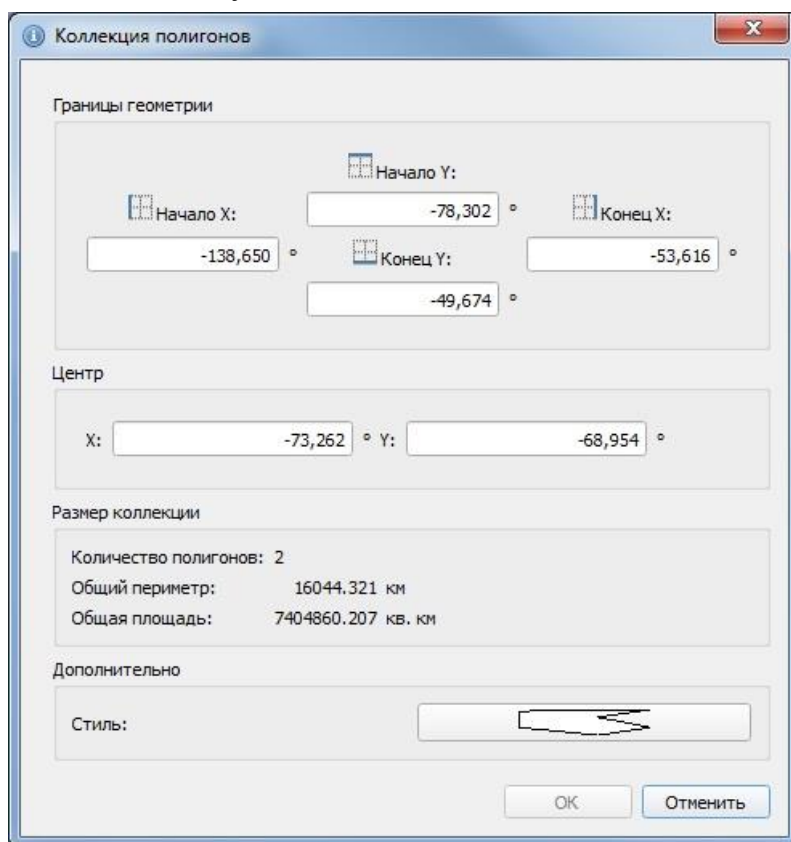 Коллекция полигонов
Границы геометрии
Начало Y:
-78,302 °
Начало X:
-138,650 °
Конец X:
-53,616 °
Конец Y:
-49,674 °
Центр
X: -73,262 ° Y: -68,954 °
Размер коллекции
Количество полигонов: 2
Общий периметр: 16044.321 км
Общая площадь: 7404860.207 кв. км
Дополнительно
Стиль:
OK Отменить